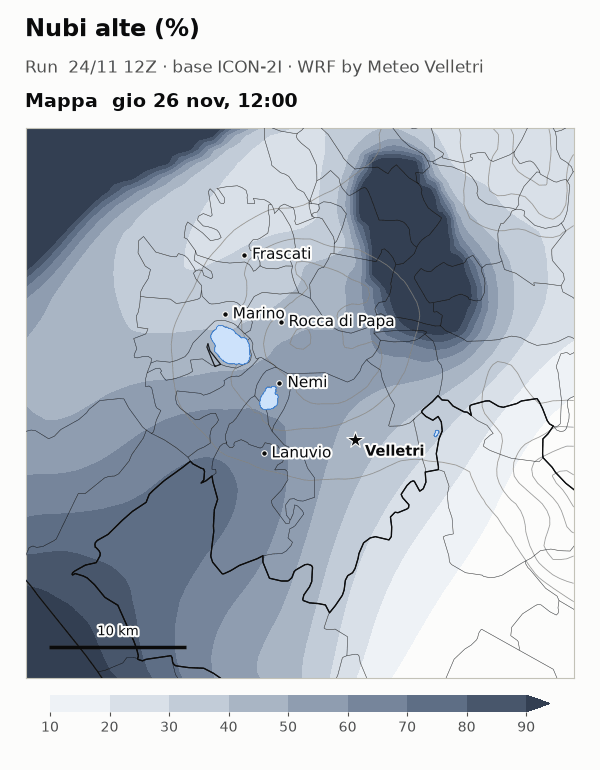 Nubi alte (%)
Run  24/11 12Z · base ICON-2I · WRF by Meteo Velletri
Mappa  gio 26 nov, 12:00
Frascati
Marino
Rocca di Papa
Nemi
Velletri
Lanuvio
10 km
10 20 30 40 50 60 70 80 90